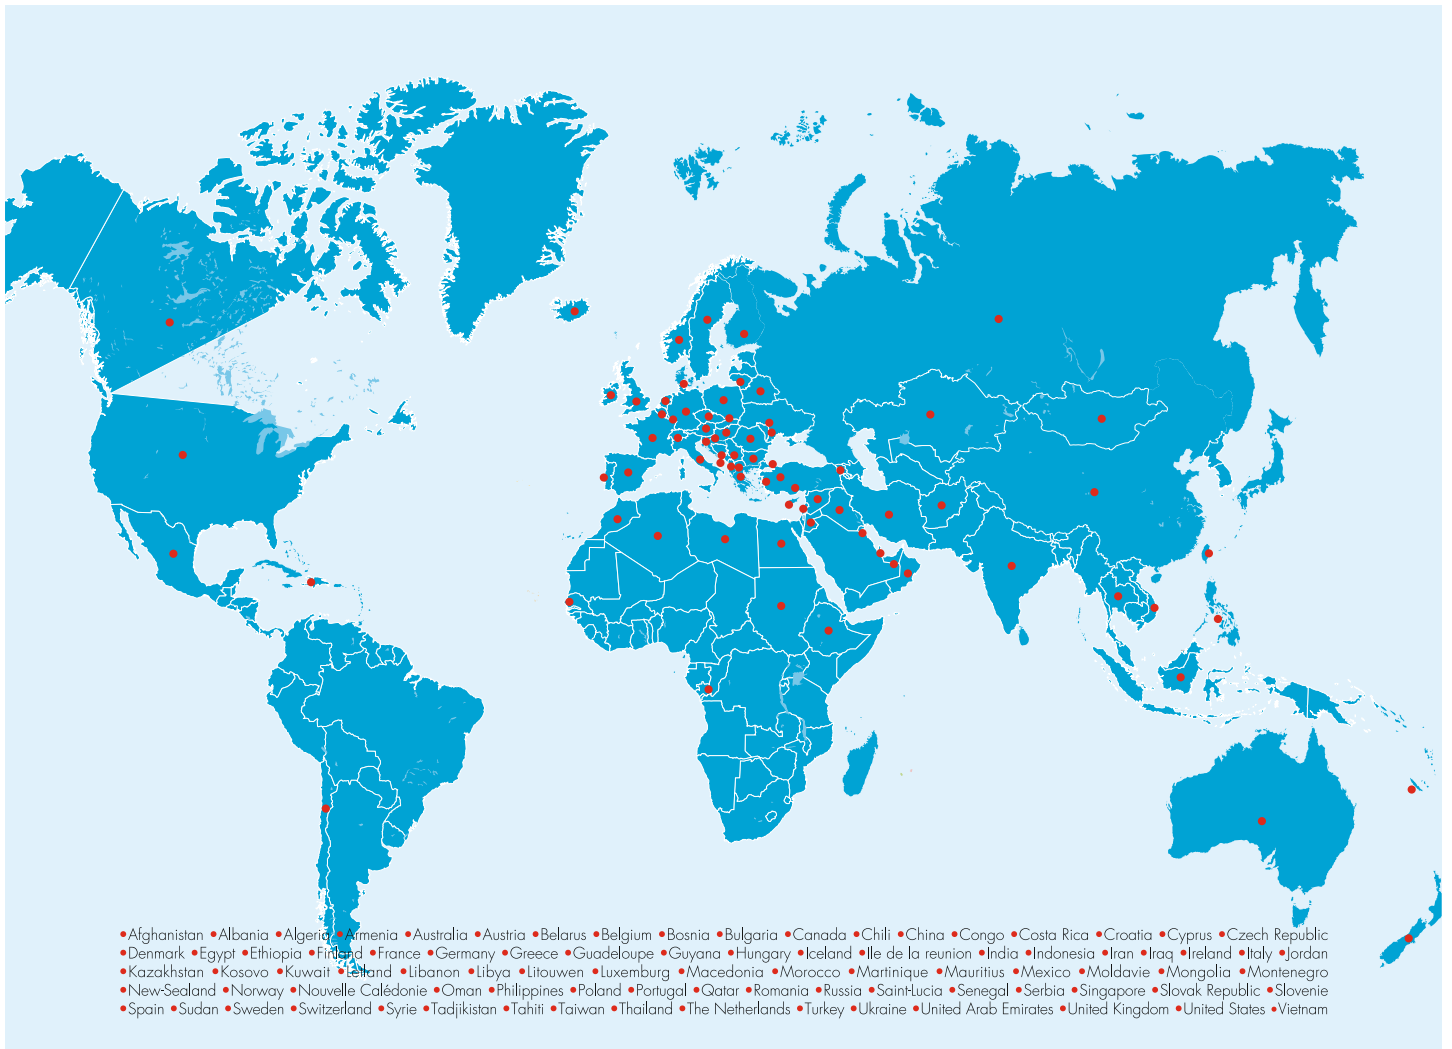 •Afghanistan •Albania •Algeria •Armenia •Australia •Austria •Belarus •Belgium •Bosnia •Bulgaria •Canada •Chili •China •Congo •Costa Rica •Croatia •Cyprus •Czech Republic
•Denmark •Egypt •Ethiopia •Finland •France •Germany •Greece •Guadeloupe •Guyana •Hungary •Iceland •Ile de la reunion •India •Indonesia •Iran •Iraq •Ireland •Italy •Jordan
•Kazakhstan •Kosovo •Kuwait •Letland •Libanon •Libya •Litouwen •Luxemburg •Macedonia •Morocco •Martinique •Mauritius •Mexico •Moldavie •Mongolia •Montenegro
•New-Sealand •Norway •Nouvelle Calédonie •Oman •Philippines •Poland •Portugal •Qatar •Romania •Russia •Saint-Lucia •Senegal •Serbia •Singapore •Slovak Republic •Slovenie
•Spain •Sudan •Sweden •Switzerland •Syrie •Tadjikistan •Tahiti •Taiwan •Thailand •The Netherlands •Turkey •Ukraine •United Arab Emirates •United Kingdom •United States •Vietnam